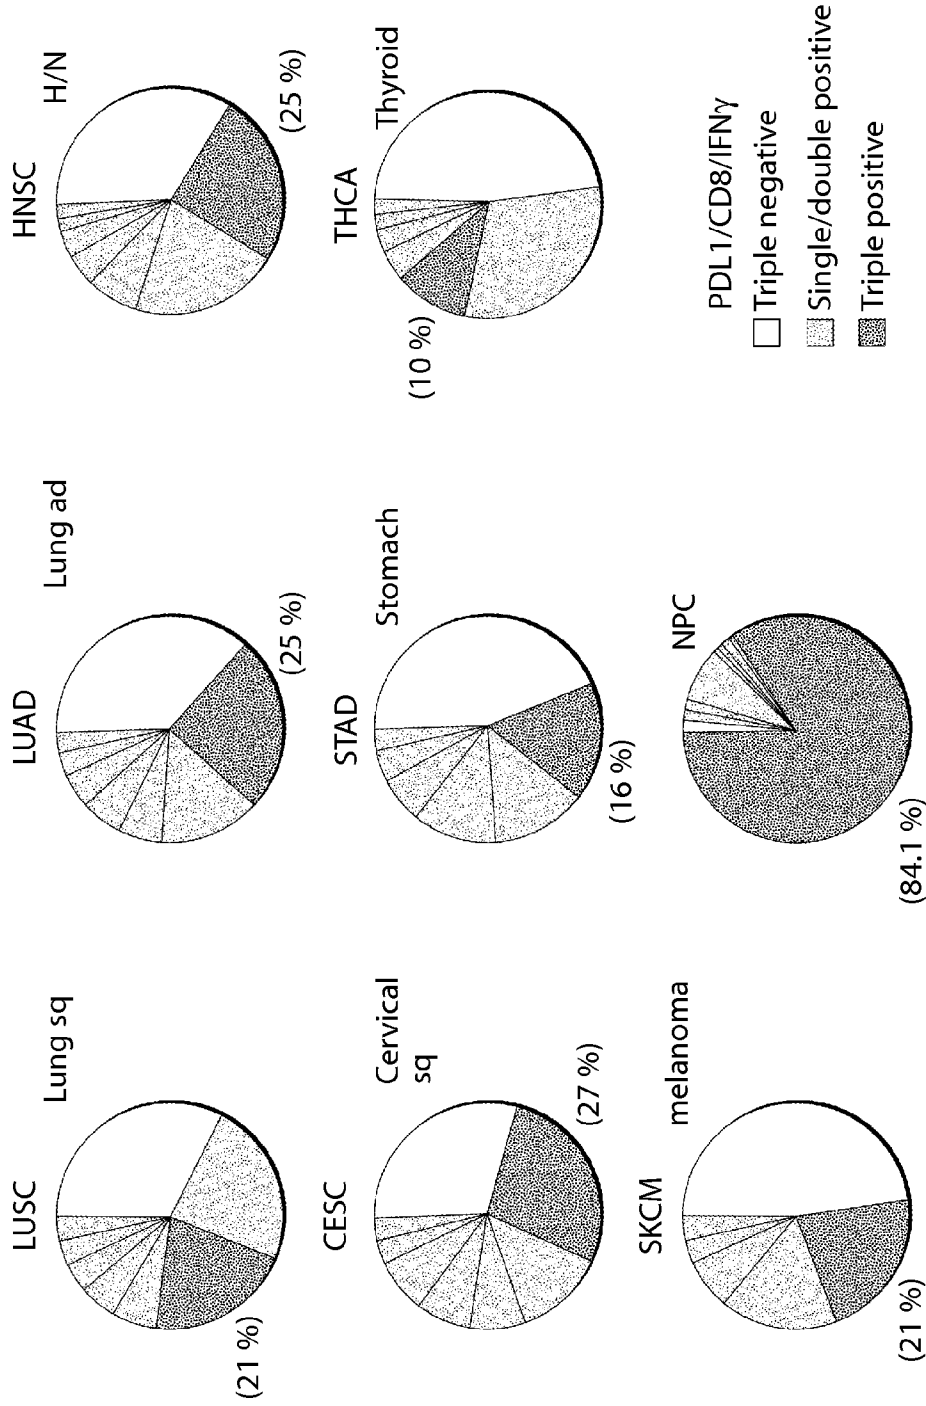 LUSC
Lung sq
(21 %)
LUAD
Lung ad
(25 %)
HNSC
H/N
(25 %)
CESC
Cervical
sq
(27 %)
STAD
Stomach
(16 %)
THCA
Thyroid
(10 %)
SKCM
melanoma
(21 %)
NPC
(84.1 %)
PDL1/CD8/IFNγ
Triple negative
Single/double positive
Triple positive